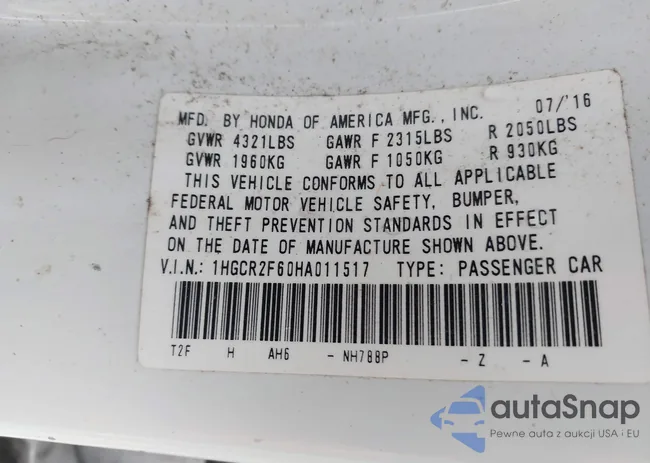 MFD. BY HONDA OF AMERICA MFG., INC. 07/'16
GVWR 4321LBS GAWR F 2315LBS R 2050LBS
GVWR 1960KG GAWR F 1050KG R 930KG
THIS VEHICLE CONFORMS TO ALL APPLICABLE
FEDERAL MOTOR VEHICLE SAFETY, BUMPER,
AND THEFT PREVENTION STANDARDS IN EFFECT
ON THE DATE OF MANUFACTURE SHOWN ABOVE.
V.I.N.: 1HGCR2F60HA011517 TYPE: PASSENGER CAR
T2F H AH6 - NH788P - Z - A
autaSnap
Pewne auta z aukcji USA i EU